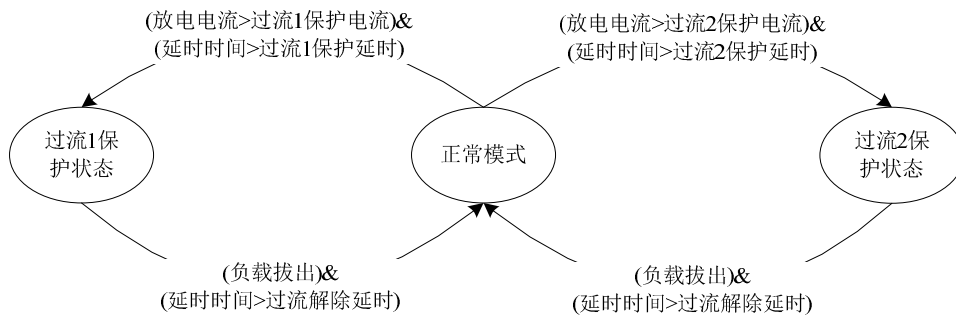 (放电电流>过流1保护电流)&
(延时时间>过流1保护延时)
(放电电流>过流2保护电流)&
(延时时间>过流2保护延时)
过流1保
护状态
正常模式
过流2保
护状态
(负载拔出)&
(延时时间>过流解除延时)
(负载拔出)&
(延时时间>过流解除延时)